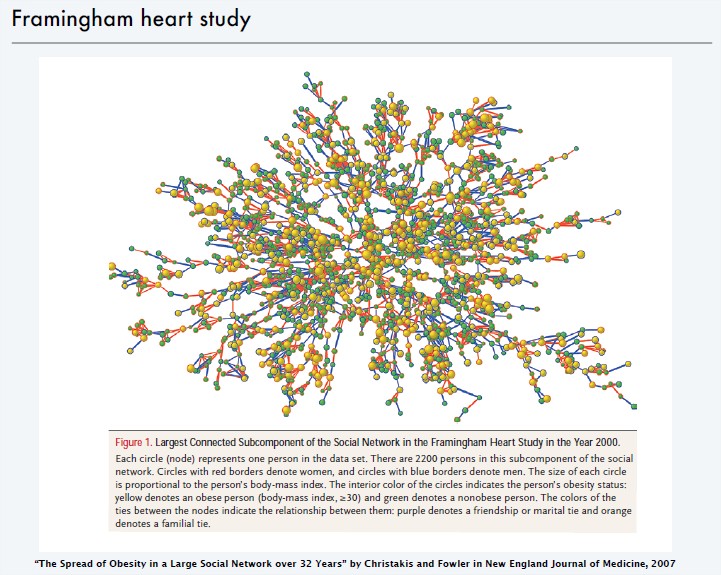 Framingham heart study
Figure 1. Largest Connected Subcomponent of the Social Network in the Framingham Heart Study in the Year 2000.
Each circle (node) represents one person in the data set. There are 2200 persons in this subcomponent of the social
network. Circles with red borders denote women, and circles with blue borders denote men. The size of each circle
is proportional to the person's body-mass index. The interior color of the circles indicates the person's obesity status:
yellow denotes an obese person (body-mass index, ≥30) and green denotes a nonobese person. The colors of the
ties between the nodes indicate the relationship between them: purple denotes a friendship or marital tie and orange
denotes a familial tie.
“The Spread of Obesity in a Large Social Network over 32 Years” by Christakis and Fowler in New England Journal of Medicine, 2007